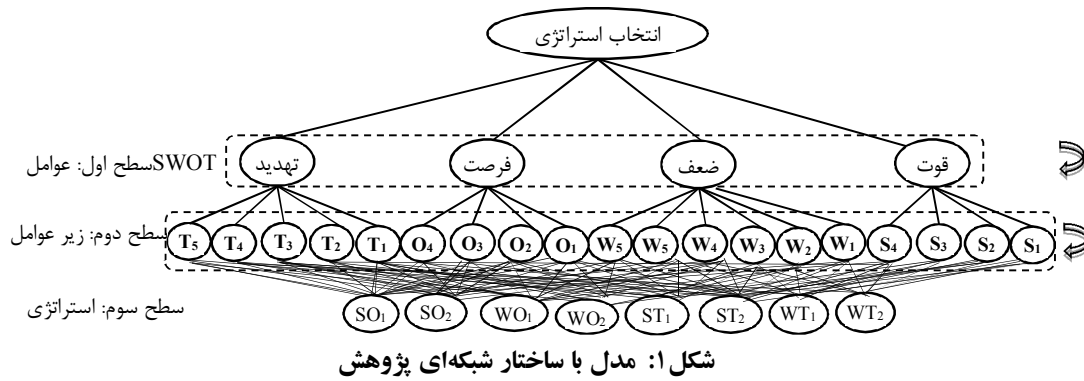 انتخاب استراتژی
سطح اول: عوامل SWOT
قوت
ضعف
فرصت
تهدید
سطح دوم: زیر عوامل
T5 T4 T3 T2 T1 O4 O3 O2 O1 W5 W5 W4 W3 W2 W1 S4 S3 S2 S1
سطح سوم: استراتژی
SO1 SO2 WO1 WO2 ST1 ST2 WT1 WT2
شکل۱: مدل با ساختار شبکه‌ای پژوهش